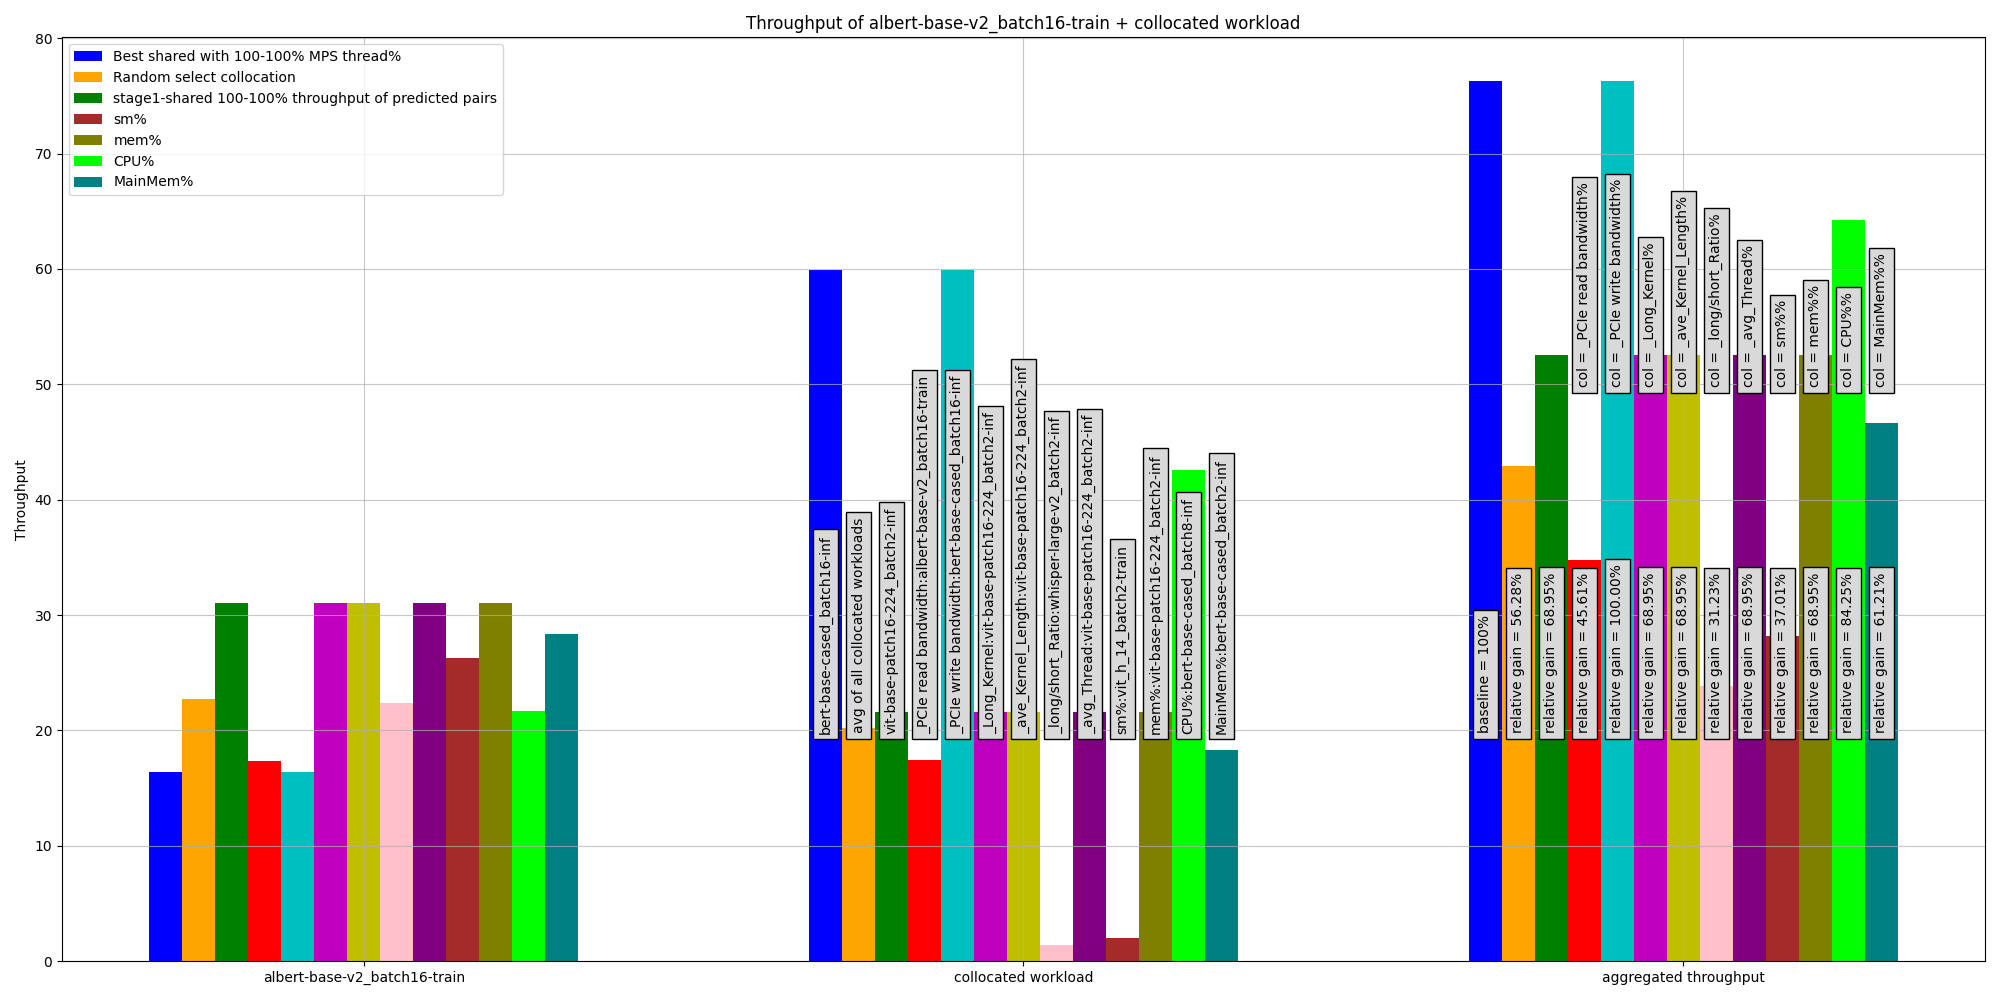 Throughput of albert-base-v2_batch16-train + collocated workload
Best shared with 100-100% MPS thread%
Random select collocation
stage1-shared 100-100% throughput of predicted pairs
sm%
mem%
CPU%
MainMem%
Throughput
80
70
60
50
40
30
20
10
0
bert-base-cased_batch16-inf
avg of all collocated workloads
vit-base-patch16-224_batch2-inf
_PCIe read bandwidth:albert-base-v2_batch16-train
_PCIe write bandwidth:bert-base-cased_batch16-inf
_Long_Kernel:vit-base-patch16-224_batch2-inf
_ave_Kernel_Length:vit-base-patch16-224_batch2-inf
_long/short_Ratio:whisper-large-v2_batch2-inf
_avg_Thread:vit-base-patch16-224_batch2-inf
sm%:vit_h_14_batch2-train
mem%:vit-base-patch16-224_batch2-inf
CPU%:bert-base-cased_batch8-inf
MainMem%:bert-base-cased_batch2-inf
col = _PCIe read bandwidth%
col = _PCIe write bandwidth%
col = _Long_Kernel%
col = _ave_Kernel_Length%
col = _long/short_Ratio%
col = _avg_Thread%
col = sm%%
col = mem%%
col = CPU%%
col = MainMem%%
baseline = 100%
relative gain = 56.28%
relative gain = 68.95%
relative gain = 45.61%
relative gain = 100.00%
relative gain = 68.95%
relative gain = 68.95%
relative gain = 31.23%
relative gain = 68.95%
relative gain = 37.01%
relative gain = 68.95%
relative gain = 84.25%
relative gain = 61.21%
albert-base-v2_batch16-train
collocated workload
aggregated throughput